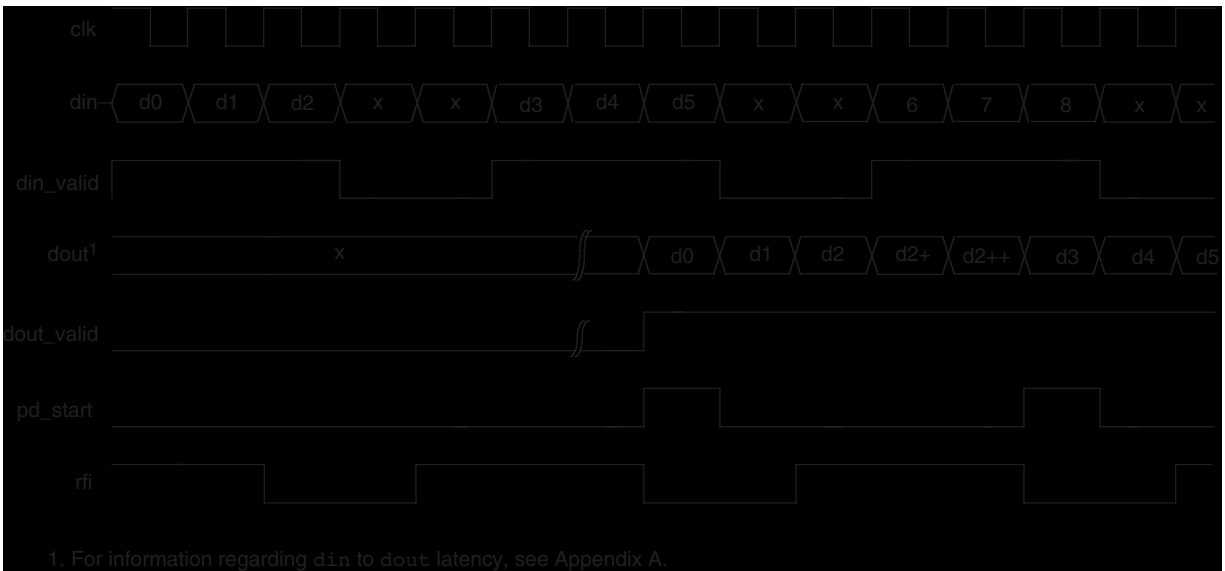 clk
din d0 d1 d2 x x d3 d4 d5 x x 6 7 8 x x
din_valid
dout1 x d0 d1 d2 d2+ d2++ d3 d4 d5
dout_valid
pd_start
rfi
1. For information regarding din to dout latency, see Appendix A.